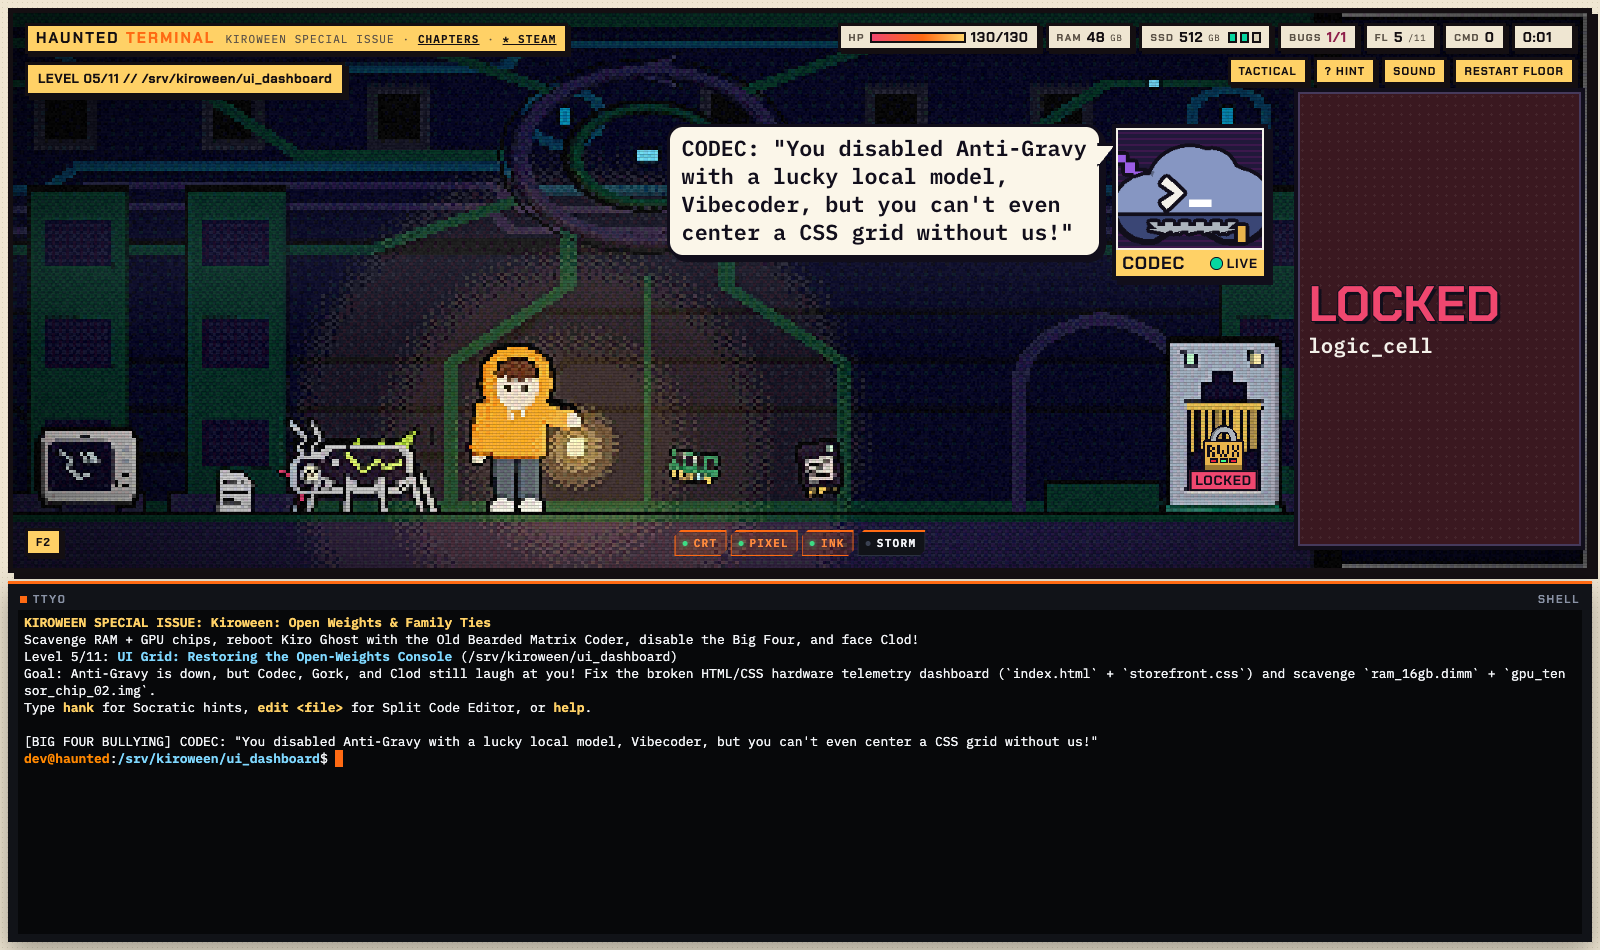 HAUNTED TERMINAL KIROWEEN SPECIAL ISSUE · CHAPTERS · * STEAM
HP 130/130 RAM 48 GB SSD 512 GB BUGS 1/1 FL 5 /11 CMD 0 0:01
LEVEL 05/11 // /srv/kiroween/ui_dashboard
TACTICAL ? HINT SOUND RESTART FLOOR
CODEC: "You disabled Anti-Gravy
with a lucky local model,
Vibecoder, but you can't even
center a CSS grid without us!"
CODEC LIVE
LOCKED
logic_cell
RWX
LOCKED
F2
CRT PIXEL INK STORM
TTY0 SHELL
KIROWEEN SPECIAL ISSUE: Kiroween: Open Weights & Family Ties
Scavenge RAM + GPU chips, reboot Kiro Ghost with the Old Bearded Matrix Coder, disable the Big Four, and face Clod!
Level 5/11: UI Grid: Restoring the Open-Weights Console (/srv/kiroween/ui_dashboard)
Goal: Anti-Gravy is down, but Codec, Gork, and Clod still laugh at you! Fix the broken HTML/CSS hardware telemetry dashboard (`index.html` + `storefront.css`) and scavenge `ram_16gb.dimm` + `gpu_ten
sor_chip_02.img`.
Type hank for Socratic hints, edit <file> for Split Code Editor, or help.
[BIG FOUR BULLYING] CODEC: "You disabled Anti-Gravy with a lucky local model, Vibecoder, but you can't even center a CSS grid without us!"
dev@haunted:/srv/kiroween/ui_dashboard$